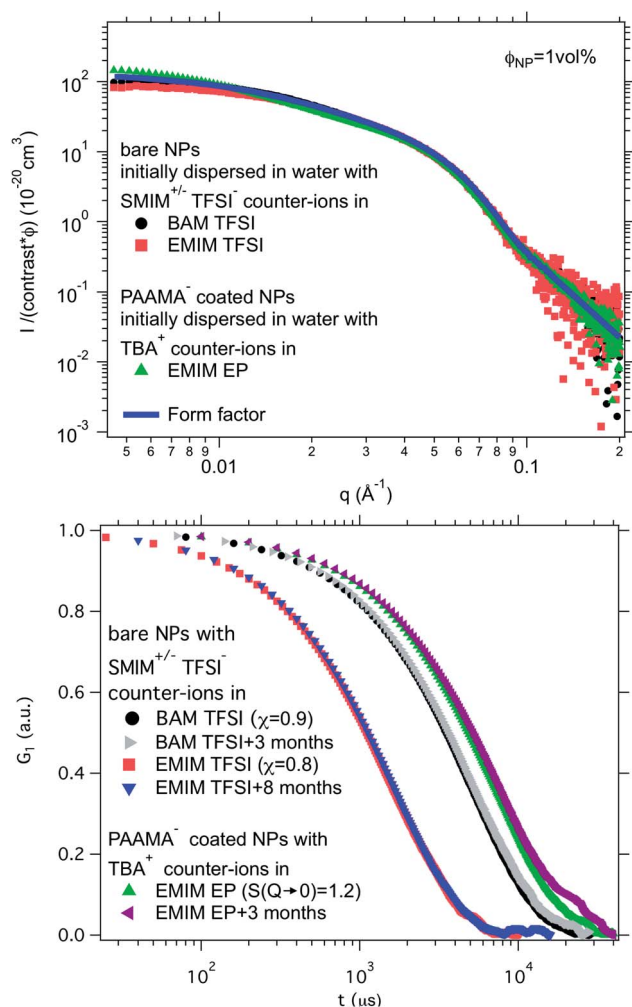 10²
10¹
10⁰
10⁻¹
10⁻²
10⁻³
I /(contrast*ϕ) (10⁻²⁰ cm³)
ϕNP=1vol%
bare NPs
initially dispersed in water with
SMIM⁺/⁻ TFSI⁻ counter-ions in
BAM TFSI
EMIM TFSI
PAAMA⁻ coated NPs
initially dispersed in water with
TBA⁺ counter-ions in
EMIM EP
Form factor
5 6 7 8 9 0.01 2 3 4 5 6 7 8 9 0.1 2
q (Å⁻¹)
1.0
0.8
0.6
0.4
0.2
0.0
G₁ (a.u.)
bare NPs with
SMIM⁺/⁻ TFSI⁻
counter-ions in
BAM TFSI (χ=0.9)
BAM TFSI+3 months
EMIM TFSI (χ=0.8)
EMIM TFSI+8 months
PAAMA⁻ coated NPs with
TBA⁺ counter-ions in
EMIM EP (S(Q→0)=1.2)
EMIM EP+3 months
10² 10³ 10⁴
t (μs)